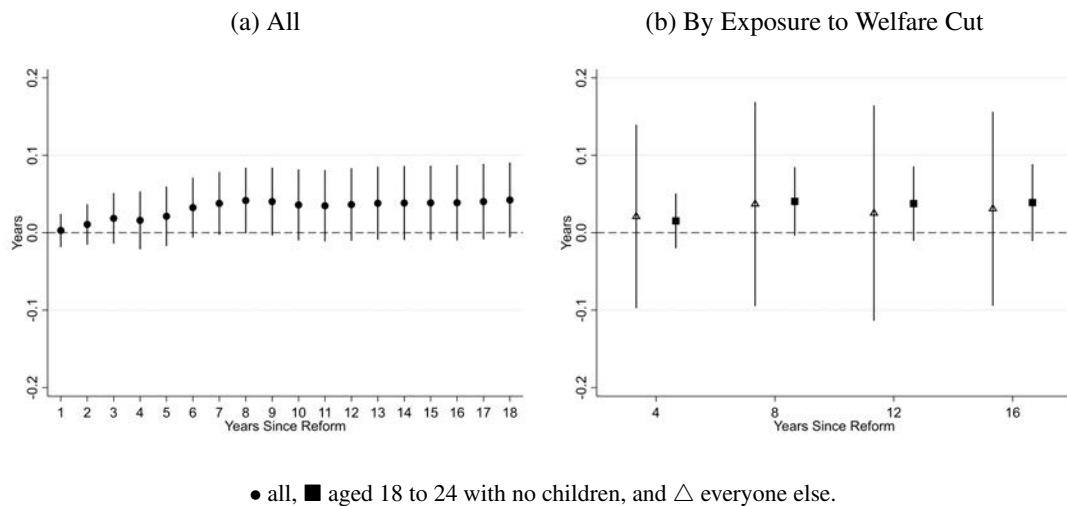 (a) All
(b) By Exposure to Welfare Cut
0.2
0.1
0.0
-0.1
-0.2
Years
1 2 3 4 5 6 7 8 9 10 11 12 13 14 15 16 17 18
Years Since Reform
0.2
0.1
0.0
-0.1
-0.2
Years
4 8 12 16
Years Since Reform
● all, ■ aged 18 to 24 with no children, and △ everyone else.